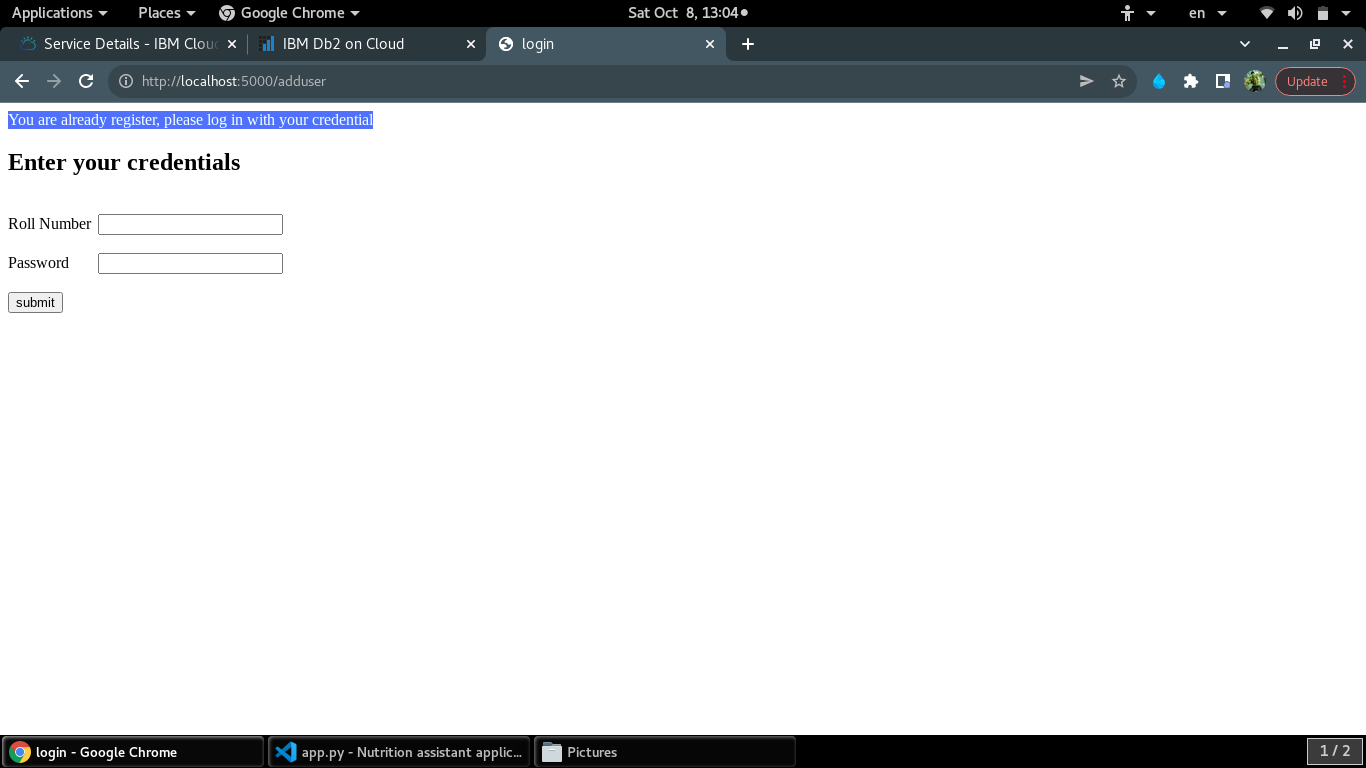 Applications Places Google Chrome Sat Oct 8, 13:04 en
Service Details - IBM Clou IBM Db2 on Cloud login
http://localhost:5000/adduser Update
You are already register, please log in with your credential
Enter your credentials
Roll Number
Password
submit
login - Google Chrome app.py - Nutrition assistant applic... Pictures 1 / 2